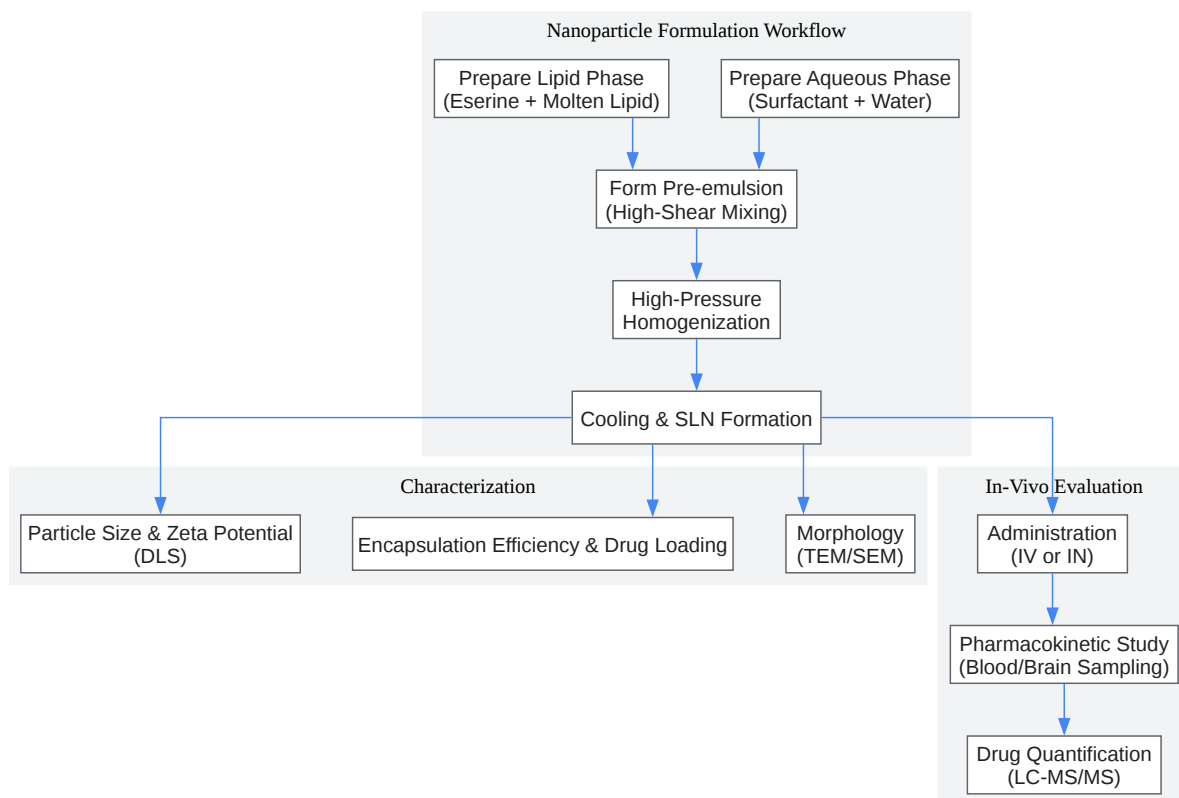 Nanoparticle Formulation Workflow
Prepare Lipid Phase
(Eserine + Molten Lipid)
Prepare Aqueous Phase
(Surfactant + Water)
Form Pre-emulsion
(High-Shear Mixing)
High-Pressure
Homogenization
Cooling & SLN Formation
Characterization
Particle Size & Zeta Potential
(DLS)
Encapsulation Efficiency & Drug Loading
Morphology
(TEM/SEM)
In-Vivo Evaluation
Administration
(IV or IN)
Pharmacokinetic Study
(Blood/Brain Sampling)
Drug Quantification
(LC-MS/MS)